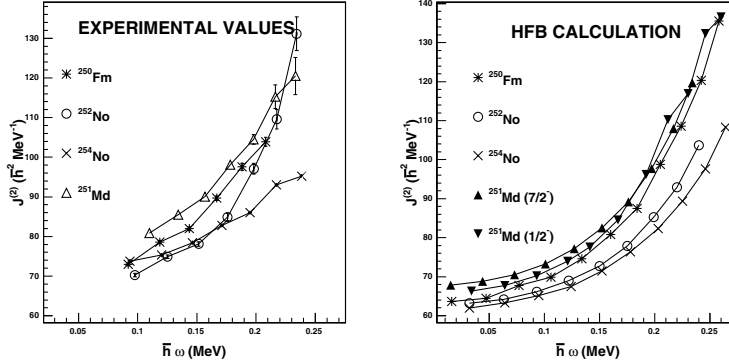 EXPERIMENTAL VALUES
²⁵⁰Fm
²⁵²No
²⁵⁴No
²⁵¹Md
J⁽²⁾ (ħ² MeV⁻¹)
130
120
110
100
90
80
70
60
0.05 0.1 0.15 0.2 0.25
ħ ω (MeV)
HFB CALCULATION
²⁵⁰Fm
²⁵²No
²⁵⁴No
²⁵¹Md (7/2⁻)
²⁵¹Md (1/2⁻)
J⁽²⁾ (ħ² MeV⁻¹)
140
130
120
110
100
90
80
70
60
0.05 0.1 0.15 0.2 0.25
ħ ω (MeV)